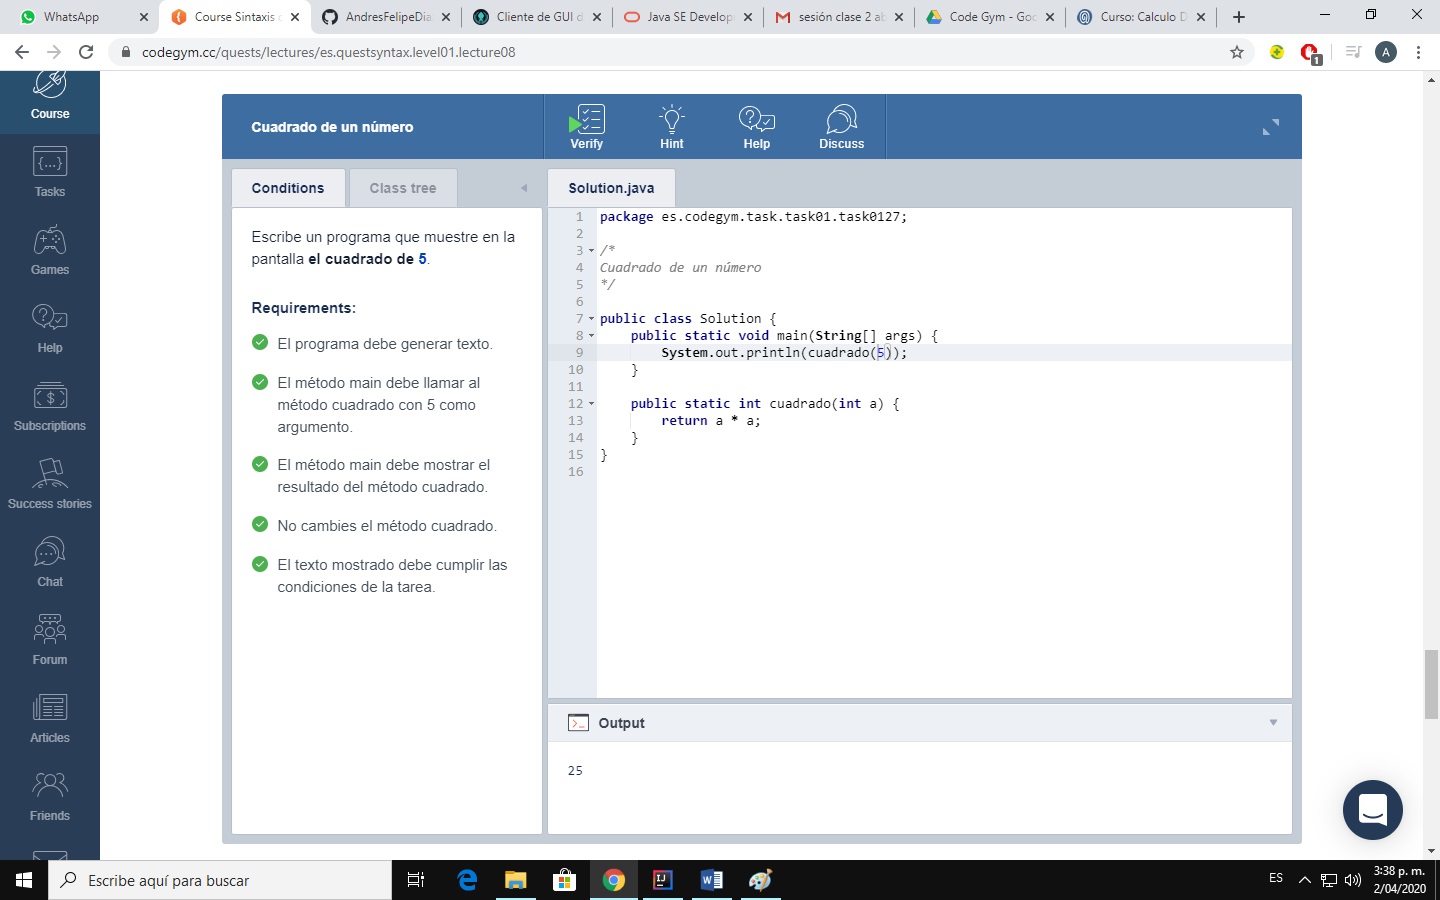 WhatsApp
Course Sintaxis d
AndresFelipeDia
Cliente de GUI d
Java SE Develop
sesión clase 2 ab
Code Gym - Goo
Curso: Calculo D
codegym.cc/quests/lectures/es.questsyntax.level01.lecture08
1
A
Course
Tasks
Games
Help
Subscriptions
Success stories
Chat
Forum
Articles
Friends
Cuadrado de un número
Verify
Hint
Help
Discuss
Conditions
Class tree
Escribe un programa que muestre en la
pantalla el cuadrado de 5.
Requirements:
El programa debe generar texto.
El método main debe llamar al
método cuadrado con 5 como
argumento.
El método main debe mostrar el
resultado del método cuadrado.
No cambies el método cuadrado.
El texto mostrado debe cumplir las
condiciones de la tarea.
Solution.java
1 package es.codegym.task.task01.task0127;
2
3 /*
4 Cuadrado de un número
5 */
6
7 public class Solution {
8 public static void main(String[] args) {
9 System.out.println(cuadrado(5));
10 }
11
12 public static int cuadrado(int a) {
13 return a * a;
14 }
15 }
16
Output
25
Escribe aquí para buscar
ES
3:38 p. m.
2/04/2020